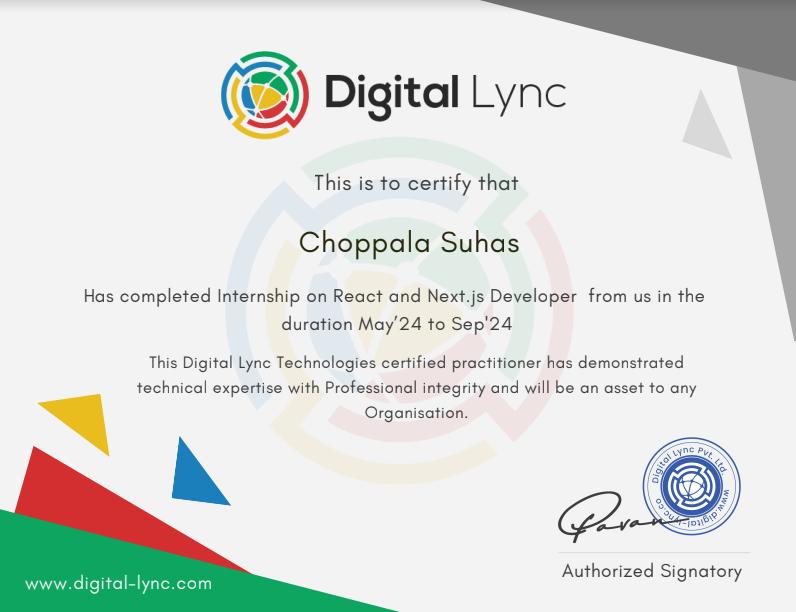 Digital Lync
This is to certify that
Choppala Suhas
Has completed Internship on React and Next.js Developer from us in the
duration May’24 to Sep'24
This Digital Lync Technologies certified practitioner has demonstrated
technical expertise with Professional integrity and will be an asset to any
Organisation.
Digital Lync Pvt. Ltd.
www.digital-lync.co
Pavan
Authorized Signatory
www.digital-lync.com